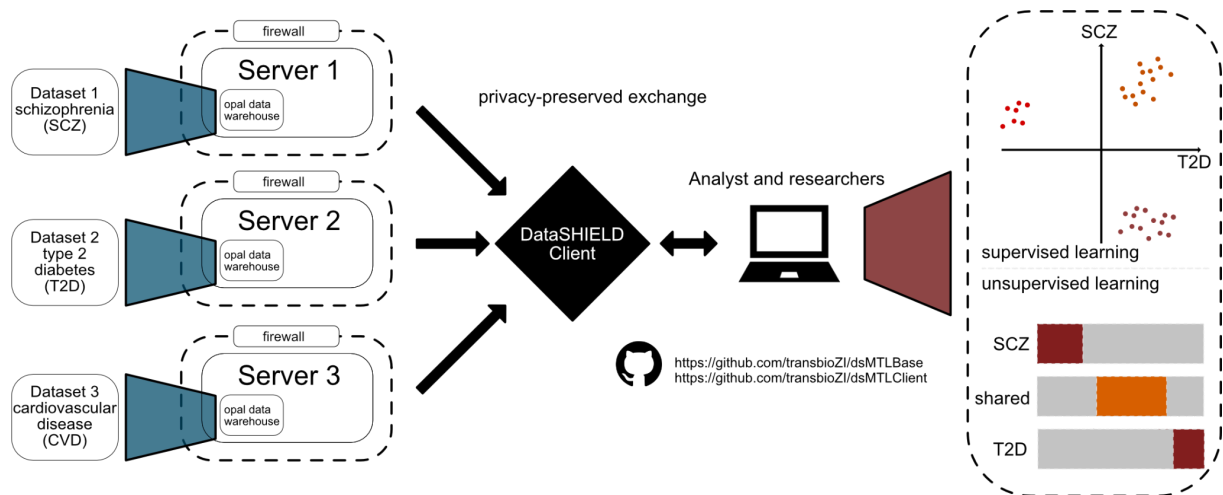 firewall
Server 1
opal data
warehouse
Dataset 1
schizophrenia
(SCZ)
firewall
Server 2
opal data
warehouse
Dataset 2
type 2
diabetes
(T2D)
firewall
Server 3
opal data
warehouse
Dataset 3
cardiovascular
disease
(CVD)
privacy-preserved exchange
DataSHIELD
Client
Analyst and researchers
https://github.com/transbioZI/dsMTLBase
https://github.com/transbioZI/dsMTLClient
SCZ
T2D
supervised learning
unsupervised learning
SCZ
shared
T2D